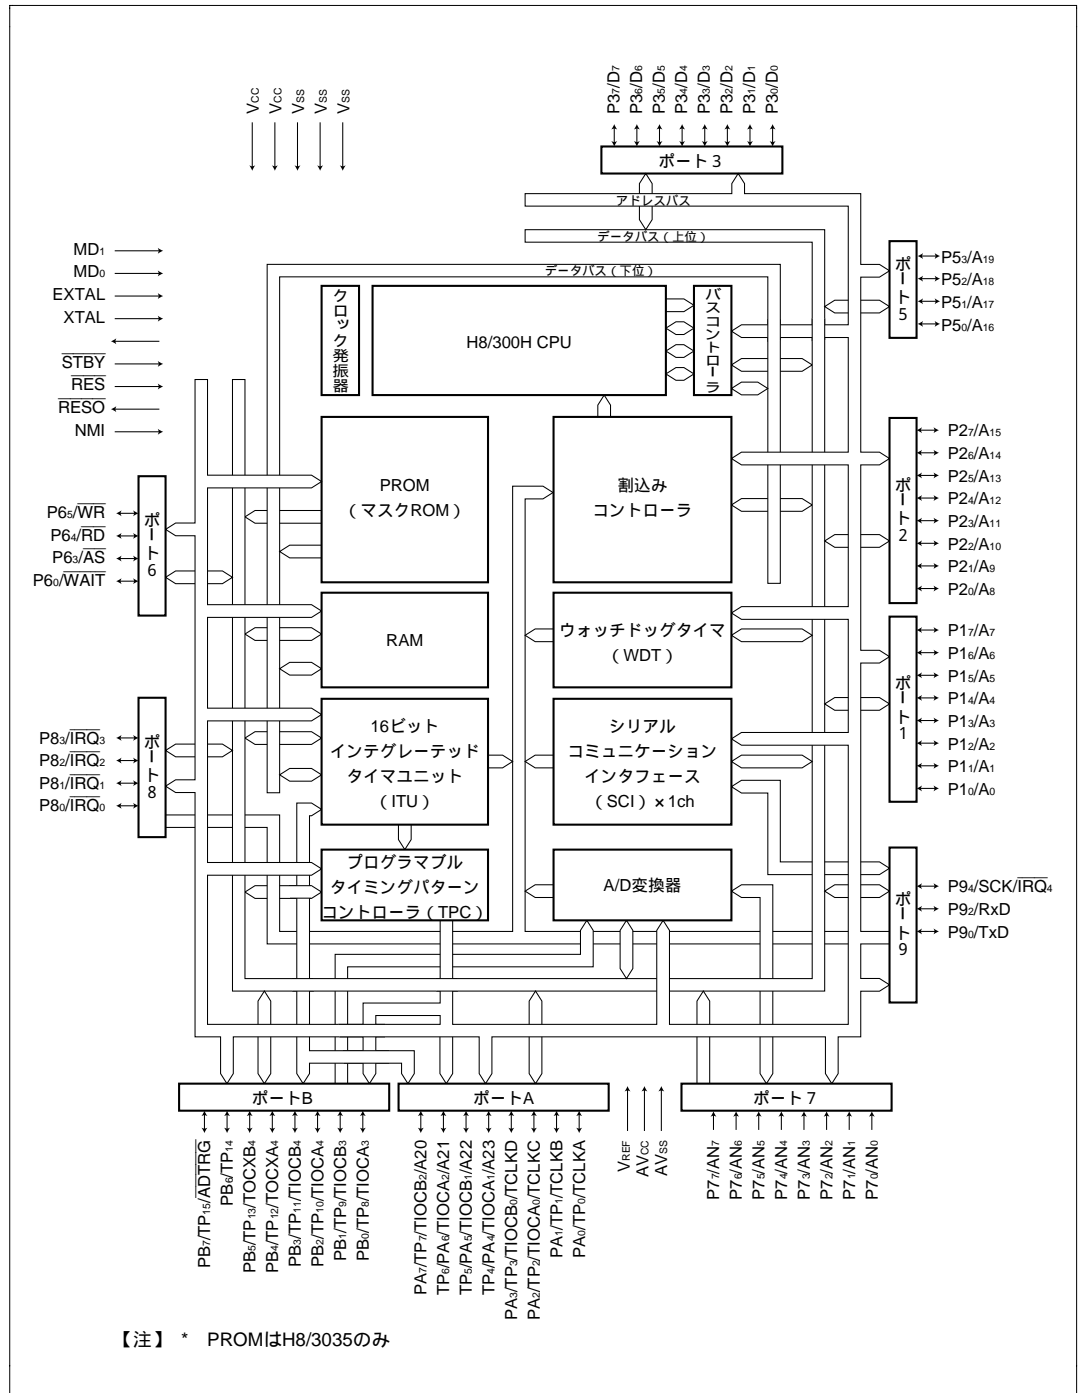 VCC
VCC
VSS
VSS
VSS
P37/D7
P36/D6
P35/D5
P34/D4
P33/D3
P32/D2
P31/D1
P30/D0
ポート3
アドレスバス
データバス(上位)
データバス(下位)
MD1
MD0
EXTAL
XTAL
STBY
RES
RESO
NMI
クロック発振器
H8/300H CPU
バスコントローラ
ポート5
P53/A19
P52/A18
P51/A17
P50/A16
PROM
(マスクROM)
割込み
コントローラ
ポート2
P27/A15
P26/A14
P25/A13
P24/A12
P23/A11
P22/A10
P21/A9
P20/A8
P65/WR
P64/RD
P63/AS
P60/WAIT
ポート6
RAM
ウォッチドッグタイマ
(WDT)
ポート1
P17/A7
P16/A6
P15/A5
P14/A4
P13/A3
P12/A2
P11/A1
P10/A0
P83/IRQ3
P82/IRQ2
P81/IRQ1
P80/IRQ0
ポート8
16ビット
インテグレーテッド
タイマユニット
(ITU)
シリアル
コミュニケーション
インタフェース
(SCI)×1ch
プログラマブル
タイミングパターン
コントローラ(TPC)
A/D変換器
ポート9
P94/SCK/IRQ4
P92/RxD
P90/TxD
ポートB
ポートA
ポート7
PB7/TP15/ADTRG
PB6/TP14
PB5/TP13/TOCXB4
PB4/TP12/TOCXA4
PB3/TP11/TIOCB4
PB2/TP10/TIOCA4
PB1/TP9/TIOCB3
PB0/TP8/TIOCA3
PA7/TP7/TIOCB2/A20
TP6/PA6/TIOCA2/A21
TP5/PA5/TIOCB1/A22
TP4/PA4/TIOCA1/A23
PA3/TP3/TIOCB0/TCLKD
PA2/TP2/TIOCA0/TCLKC
PA1/TP1/TCLKB
PA0/TP0/TCLKA
VREF
AVCC
AVSS
P77/AN7
P76/AN6
P75/AN5
P74/AN4
P73/AN3
P72/AN2
P71/AN1
P70/AN0
【注】 * PROMはH8/3035のみ